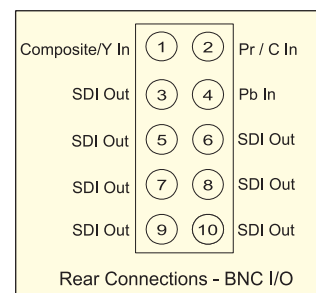 Composite/Y In 1 2 Pr / C In
SDI Out 3 4 Pb In
SDI Out 5 6 SDI Out
SDI Out 7 8 SDI Out
SDI Out 9 10 SDI Out
Rear Connections - BNC I/O